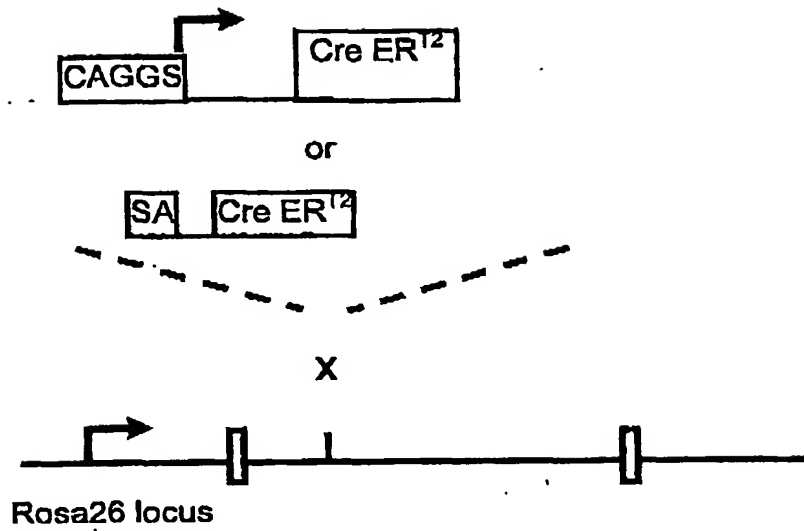 CAGGS
Cre ER^T2
or
SA
Cre ER^T2
X
Rosa26 locus